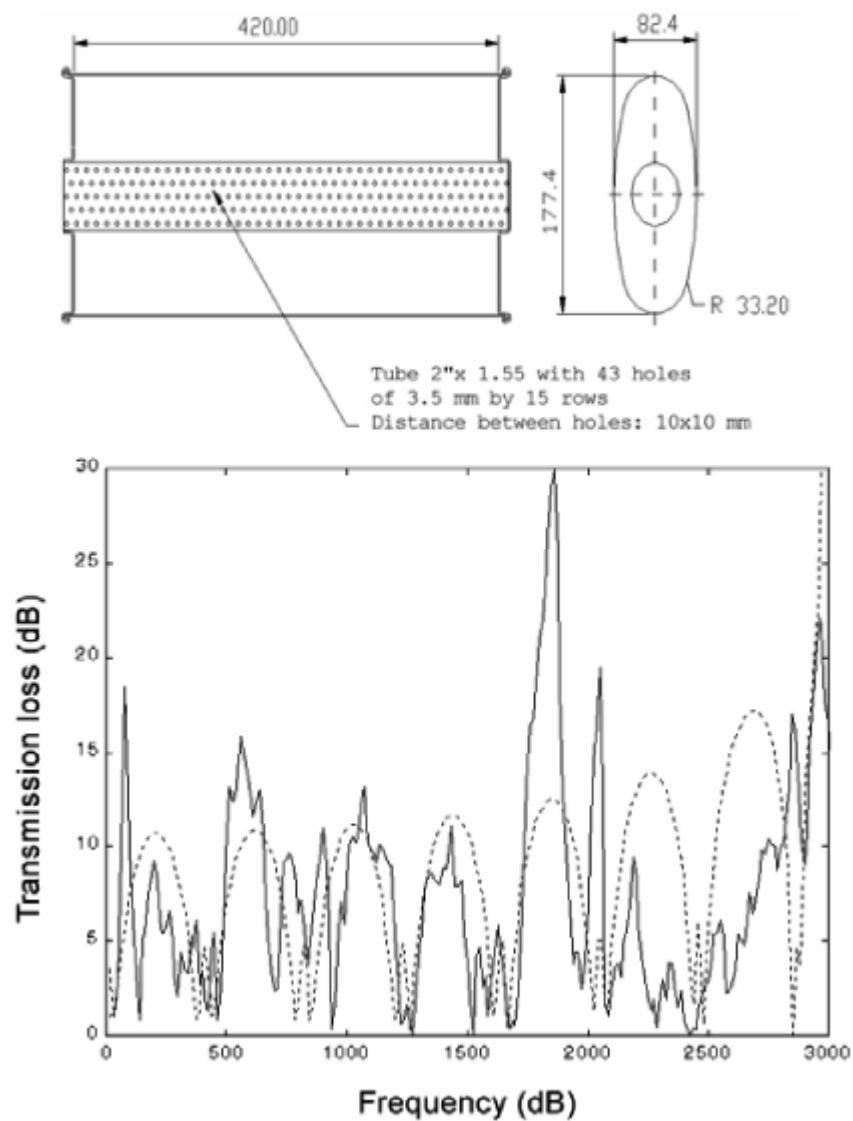 420.00
82.4
177.4
R 33.20
Tube 2"x 1.55 with 43 holes
of 3.5 mm by 15 rows
Distance between holes: 10x10 mm
30
25
20
15
10
5
0
Transmission loss (dB)
0 500 1000 1500 2000 2500 3000
Frequency (dB)